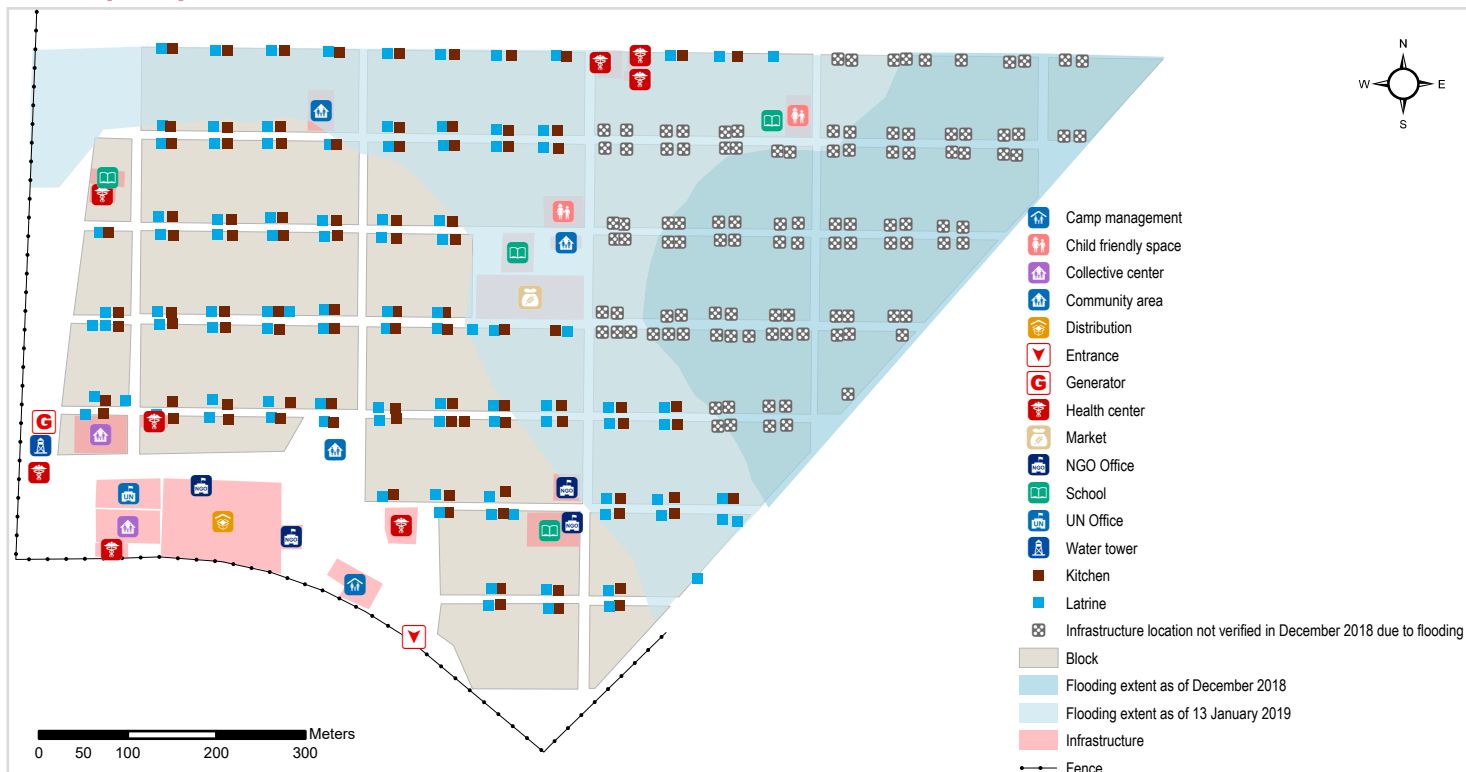 N
W E
S
Camp management
Child friendly space
Collective center
Community area
Distribution
Entrance
G Generator
Health center
Market
NGO NGO Office
School
UN UN Office
Water tower
Kitchen
Latrine
Infrastructure location not verified in December 2018 due to flooding
Block
Flooding extent as of December 2018
Flooding extent as of 13 January 2019
Infrastructure
Fence
G
NGO
UN
NGO
NGO
NGO
Meters
0 50 100 200 300